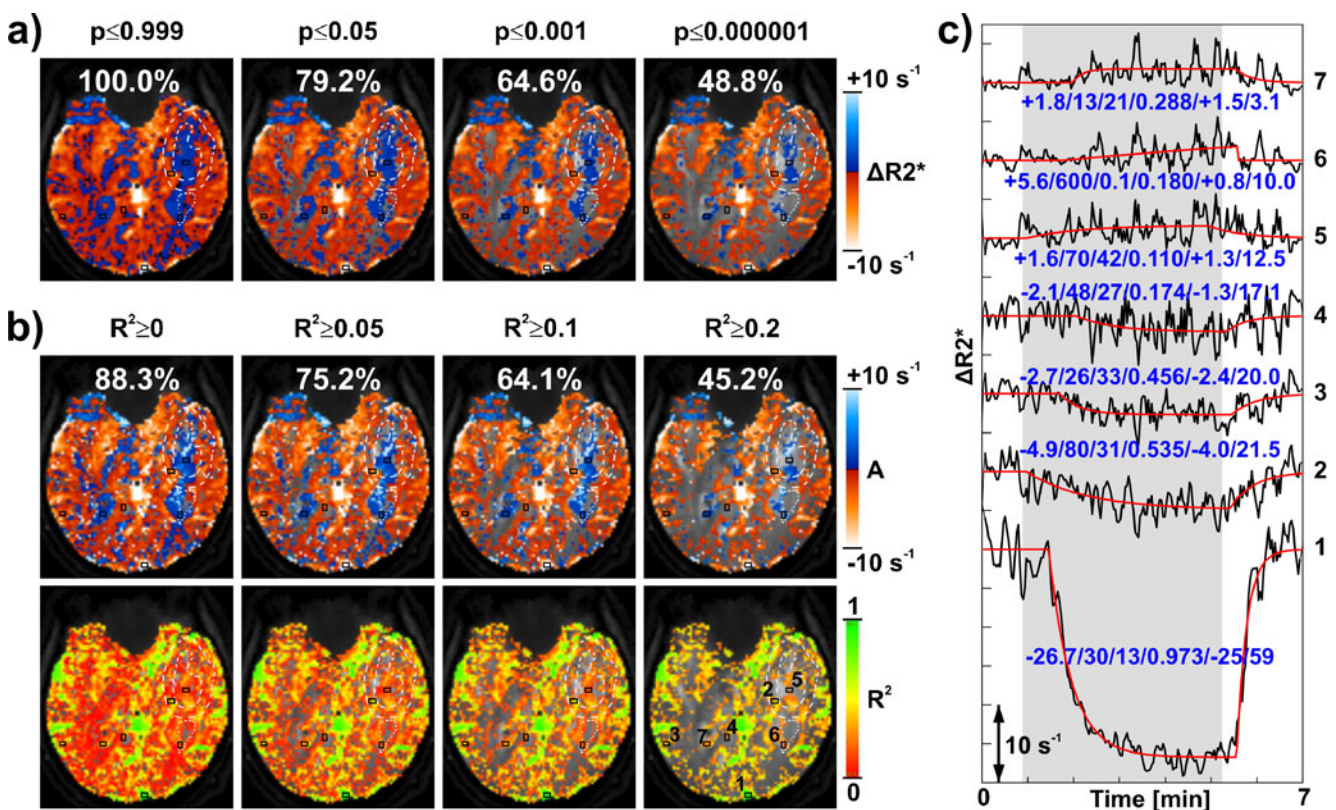 a)
p≤0.999 p≤0.05 p≤0.001 p≤0.000001
100.0% 79.2% 64.6% 48.8%
+10 s-1
ΔR2*
-10 s-1
b)
R²≥0 R²≥0.05 R²≥0.1 R²≥0.2
88.3% 75.2% 64.1% 45.2%
+10 s-1
A
-10 s-1
1
R²
0
5
2
3
7
4
6
1
c)
7
+1.8/13/21/0.288/+1.5/3.1
6
+5.6/600/0.1/0.180/+0.8/10.0
5
+1.6/70/42/0.110/+1.3/12.5
-2.1/48/27/0.174/-1.3/17.1
4
-2.7/26/33/0.456/-2.4/20.0
3
-4.9/80/31/0.535/-4.0/21.5
2
1
-26.7/30/13/0.973/-25/59
ΔR2*
10 s-1
0 Time [min] 7